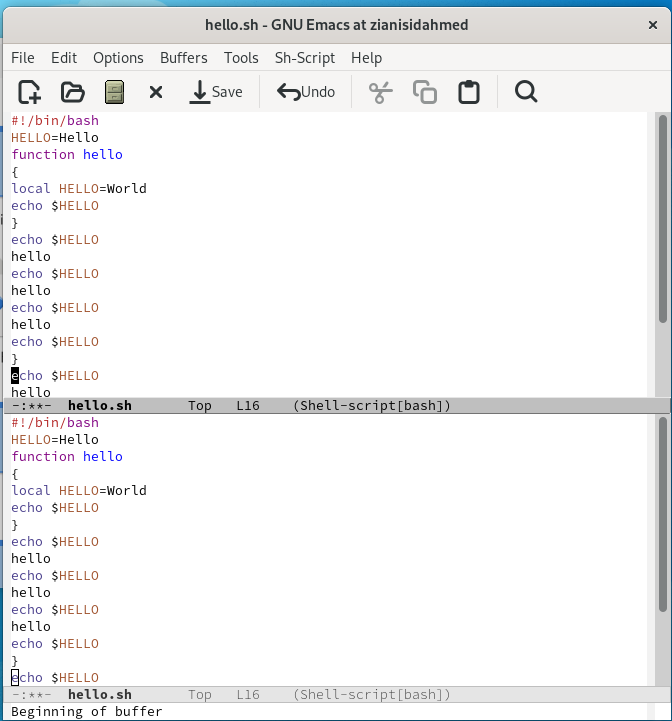 hello.sh - GNU Emacs at zianisidahmed
File Edit Options Buffers Tools Sh-Script Help
Save Undo
#!/bin/bash
HELLO=Hello
function hello
{
local HELLO=World
echo $HELLO
}
echo $HELLO
hello
echo $HELLO
hello
echo $HELLO
hello
echo $HELLO
}
echo $HELLO
hello
-:**- hello.sh Top L16 (Shell-script[bash])
#!/bin/bash
HELLO=Hello
function hello
{
local HELLO=World
echo $HELLO
}
echo $HELLO
hello
echo $HELLO
hello
echo $HELLO
hello
echo $HELLO
}
echo $HELLO
-:**- hello.sh Top L16 (Shell-script[bash])
Beginning of buffer